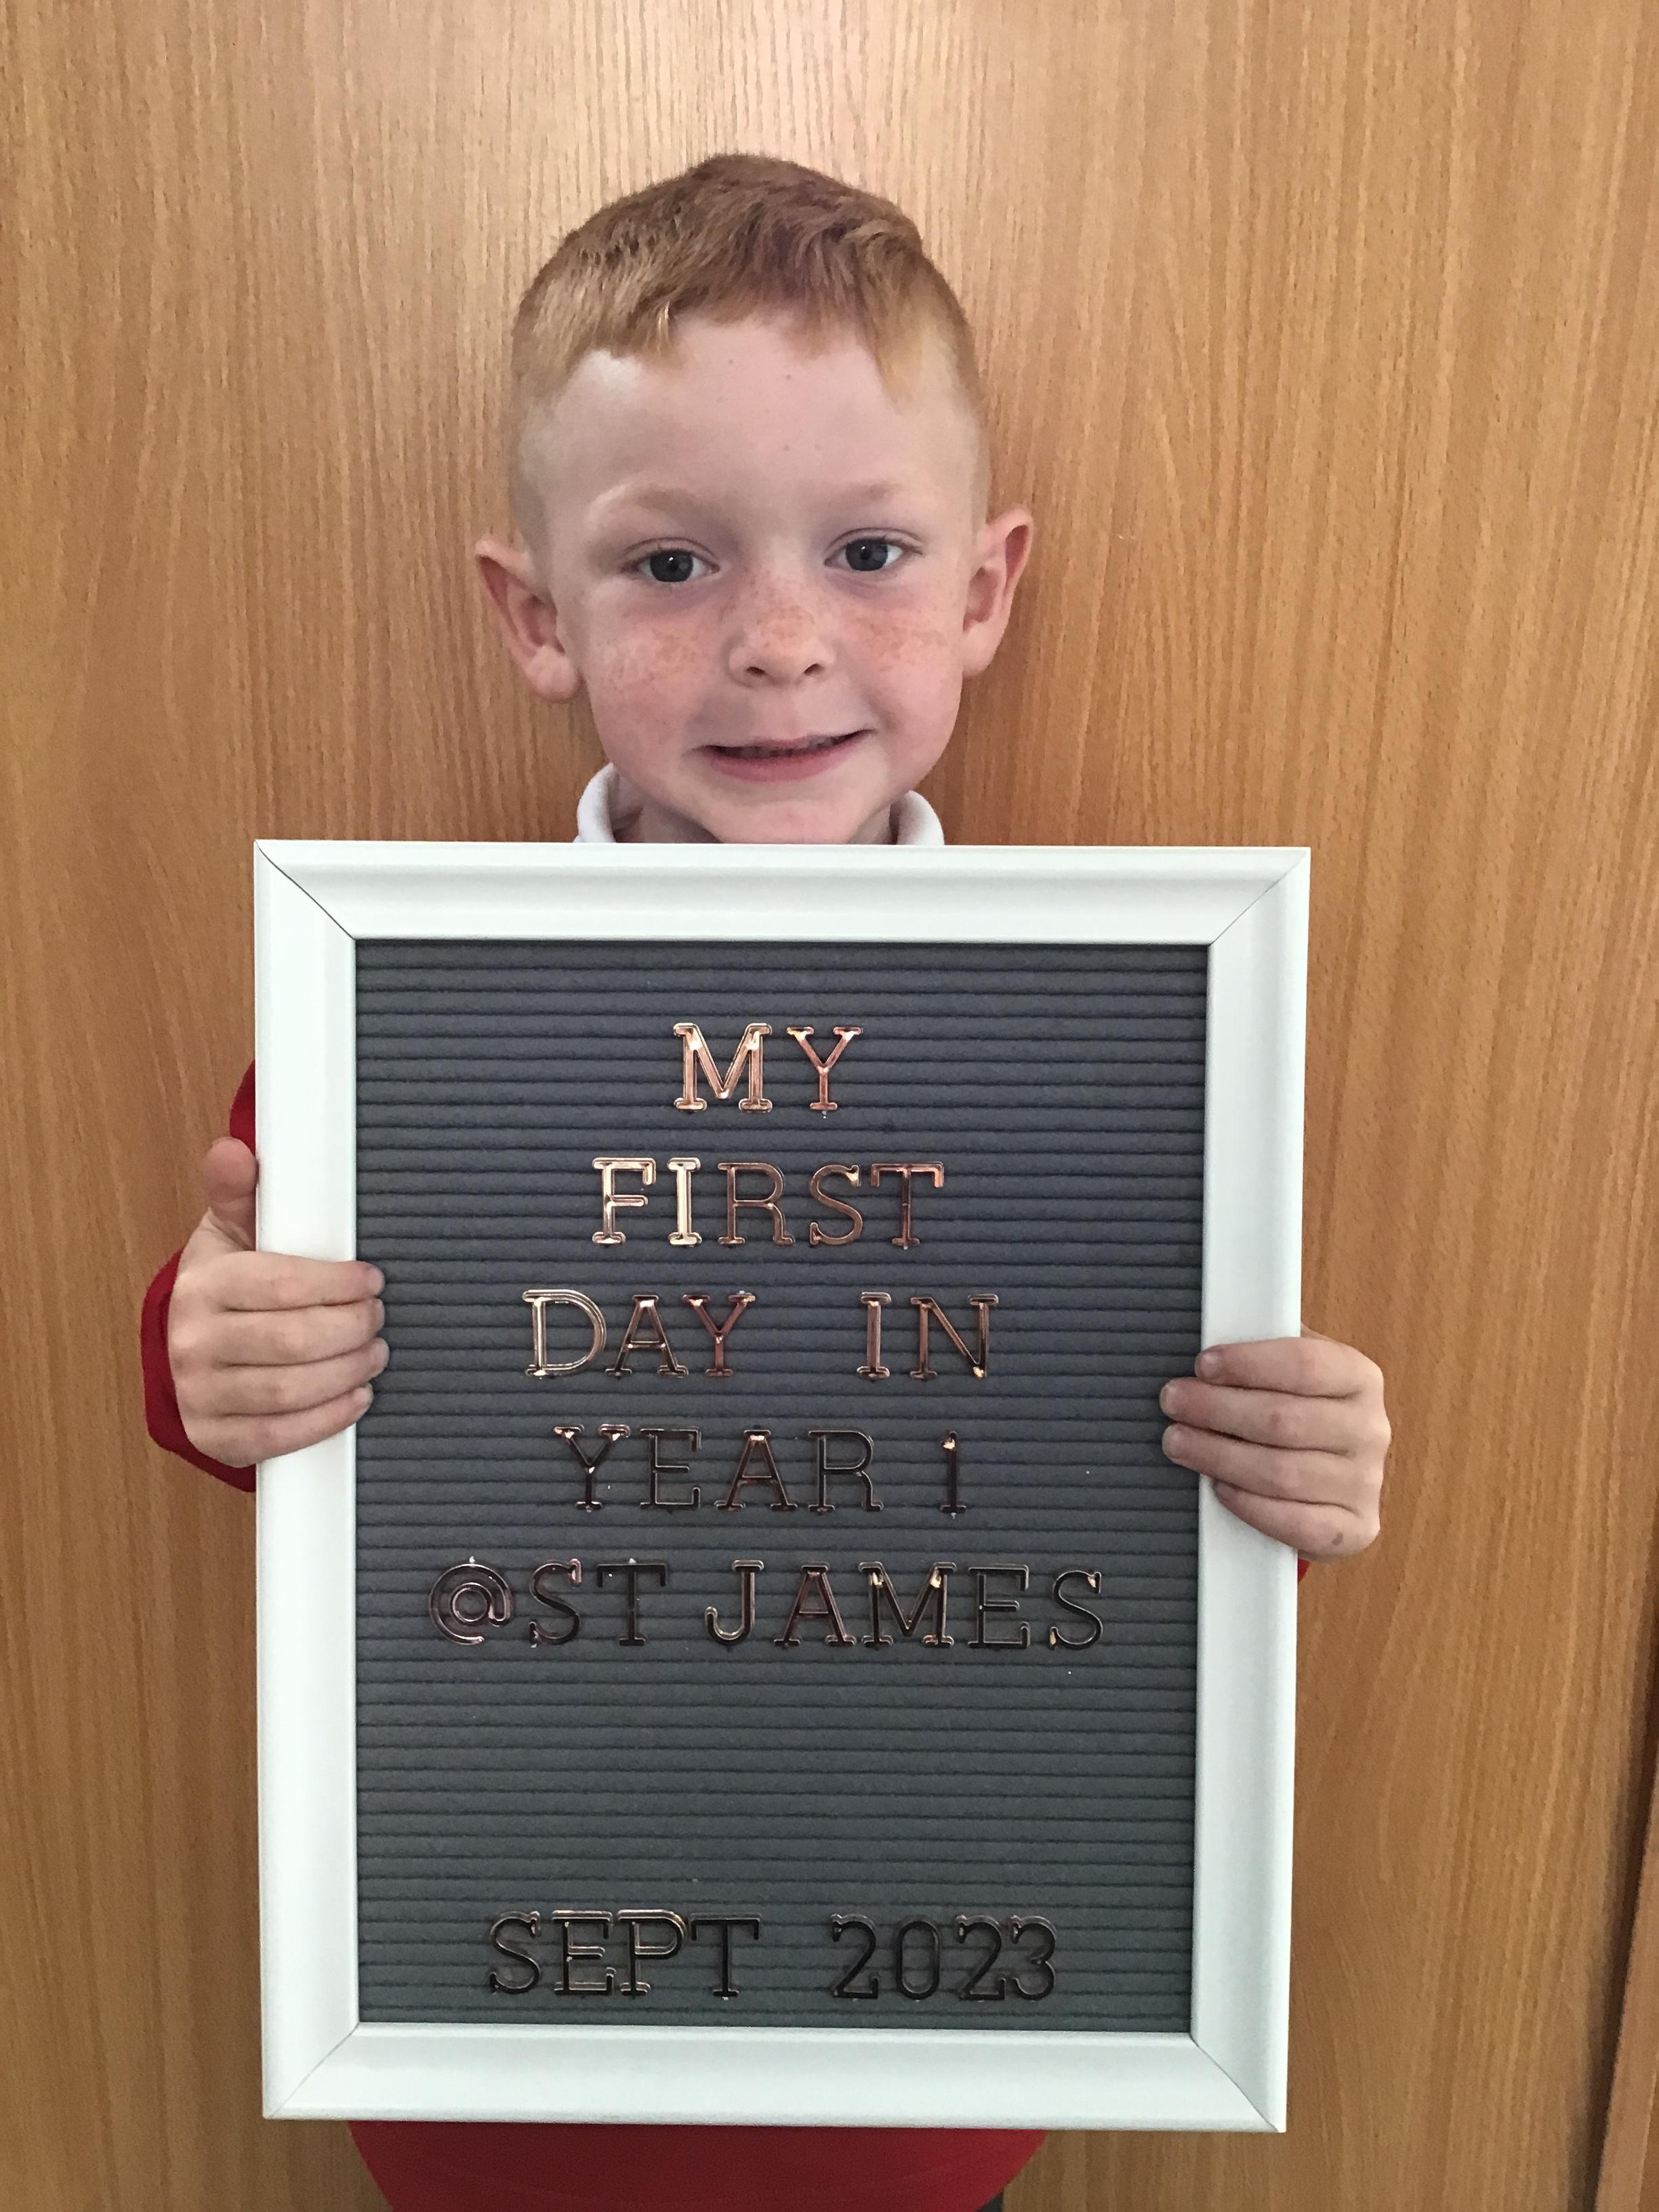 MY
FIRST
DAY IN
YEAR 1
@ST JAMES
SEPT 2023